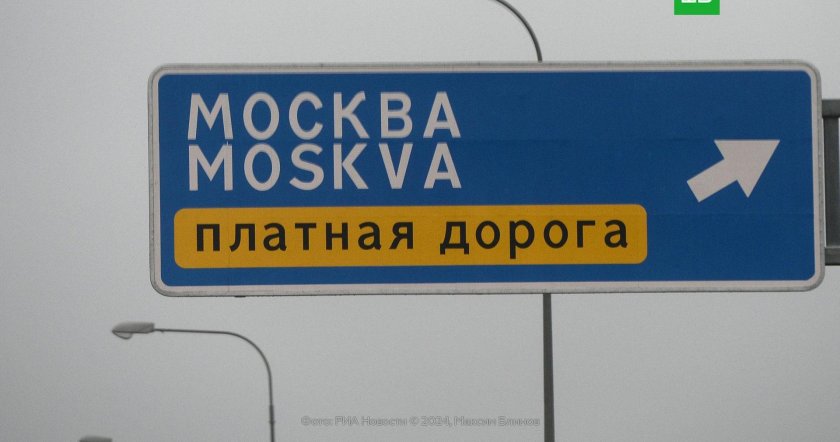 МОСКВА
MOSKVA
платная дорога
Фото: РИА Новости © 2024, Максим Блинов